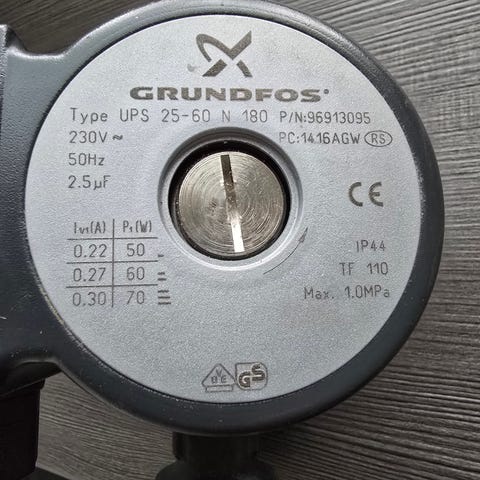 GRUNDFOS
Type UPS 25-60 N 180 P/N:96913095
230V ~ PC:1416AGW RS
50Hz
2.5µF
CE
I1/1(A) P1(W)
0.22 50 –
0.27 60 =
0.30 70 ≡
IP44
TF 110
Max. 1.0MPa
VDE GS